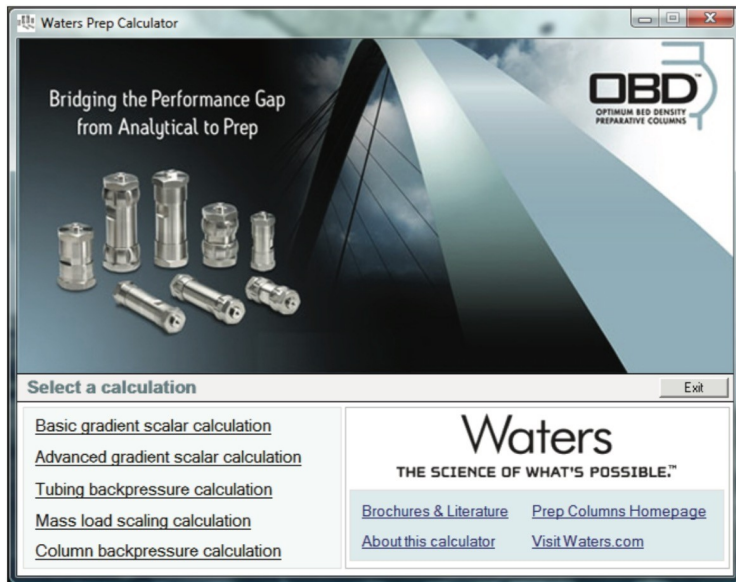 Waters Prep Calculator
Bridging the Performance Gap
from Analytical to Prep
OBD™
OPTIMUM BED DENSITY
PREPARATIVE COLUMNS
Select a calculation
Exit
Basic gradient scalar calculation
Advanced gradient scalar calculation
Tubing backpressure calculation
Mass load scaling calculation
Column backpressure calculation
Waters
THE SCIENCE OF WHAT'S POSSIBLE.™
Brochures & Literature Prep Columns Homepage
About this calculator Visit Waters.com